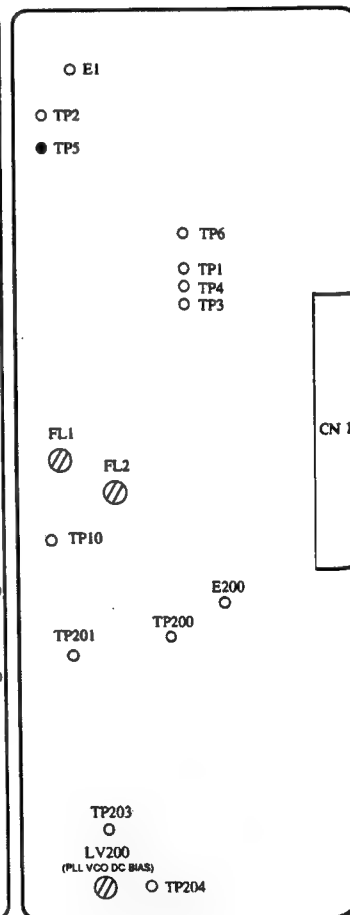 E1
TP2
TP5
TP6
TP1
TP4
TP3
CN 1
FL1
FL2
TP10
E200
TP200
TP201
TP203
LV200
(PLL VCO DC BIAS)
TP204